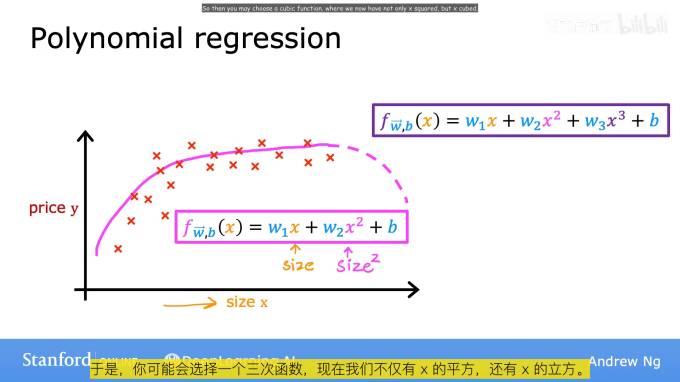 So then you may choose a cubic function, where we now have not only x squared, but x cubed.
Polynomial regression
bilibili
f_{\vec{w},b}(x) = w₁x + w₂x² + w₃x³ + b
price y
f_{\vec{w},b}(x) = w₁x + w₂x² + b
size
size²
size x
Stanford
Andrew Ng
于是，你可能会选择一个三次函数，现在我们不仅有 x 的平方，还有 x 的立方。